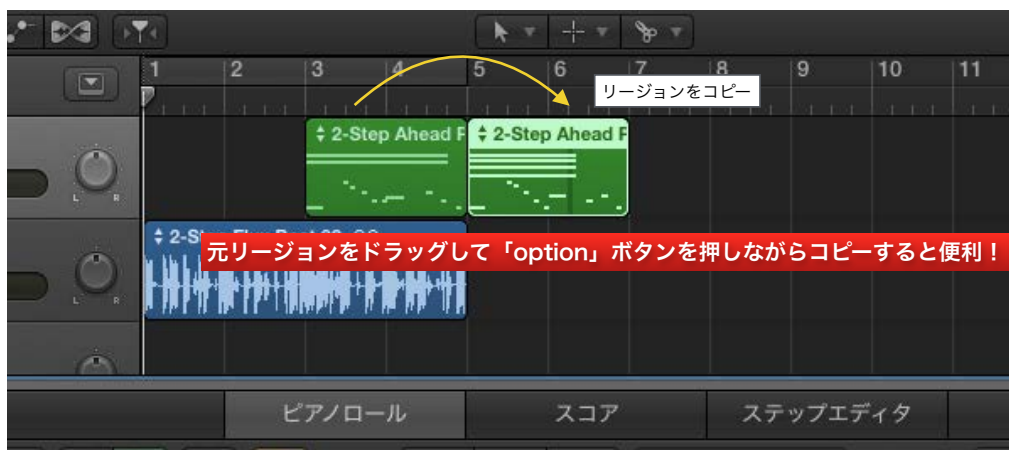 1 2 3 4 5 6 7 8 9 10 11
リージョンをコピー
2-Step Ahead F 2-Step Ahead F
元リージョンをドラッグして「option」ボタンを押しながらコピーすると便利！
L R
2-S
L R
ピアノロール スコア ステップエディタ